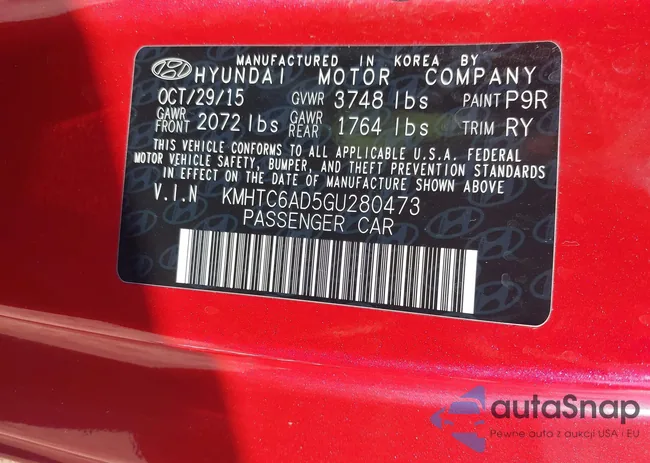 MANUFACTURED IN KOREA BY
HYUNDAI MOTOR COMPANY
OCT/29/15 GVWR 3748 lbs PAINT P9R
GAWR FRONT 2072 lbs GAWR REAR 1764 lbs TRIM RY
THIS VEHICLE CONFORMS TO ALL APPLICABLE U.S.A. FEDERAL
MOTOR VEHICLE SAFETY, BUMPER, AND THEFT PREVENTION STANDARDS
IN EFFECT ON THE DATE OF MANUFACTURE SHOWN ABOVE.
V.I.N KMHTC6AD5GU280473
PASSENGER CAR
autaSnap
Pewne auta z aukcji USA i EU